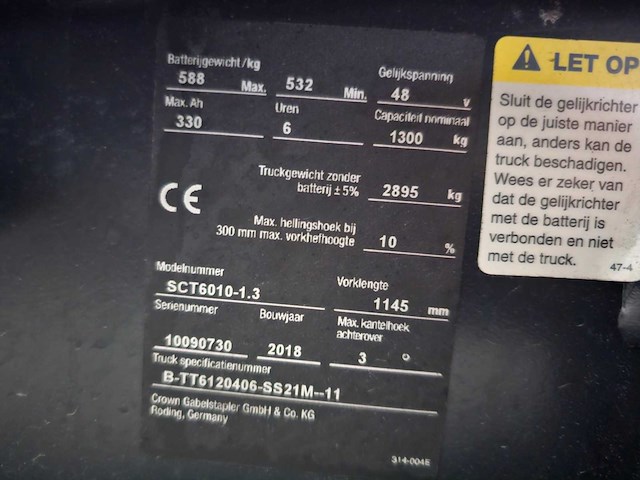 Batterijgewicht/kg
588 Max. 532 Min.
Gelijkspanning
48 v
Max. Ah
330
Uren
6
Capaciteit nominaal
1300 kg
Truckgewicht zonder
batterij ± 5% 2895 kg
CE
Max. hellingshoek bij
300 mm max. vorkhefhoogte 10 %
Modelnummer
SCT6010-1.3
Vorklengte
1145 mm
Serienummer
10090730
Bouwjaar
2018
Max. kantelhoek
achterover
3 °
Truck specificatienummer
B-TT6120406-SS21M--11
Crown Gabelstapler GmbH & Co. KG
Roding, Germany
314-004E
LET OP
Sluit de gelijkrichter
op de juiste manier
aan, anders kan de
truck beschadigen.
Wees er zeker van
dat de gelijkrichter
met de batterij is
verbonden en niet
met de truck.
47-4